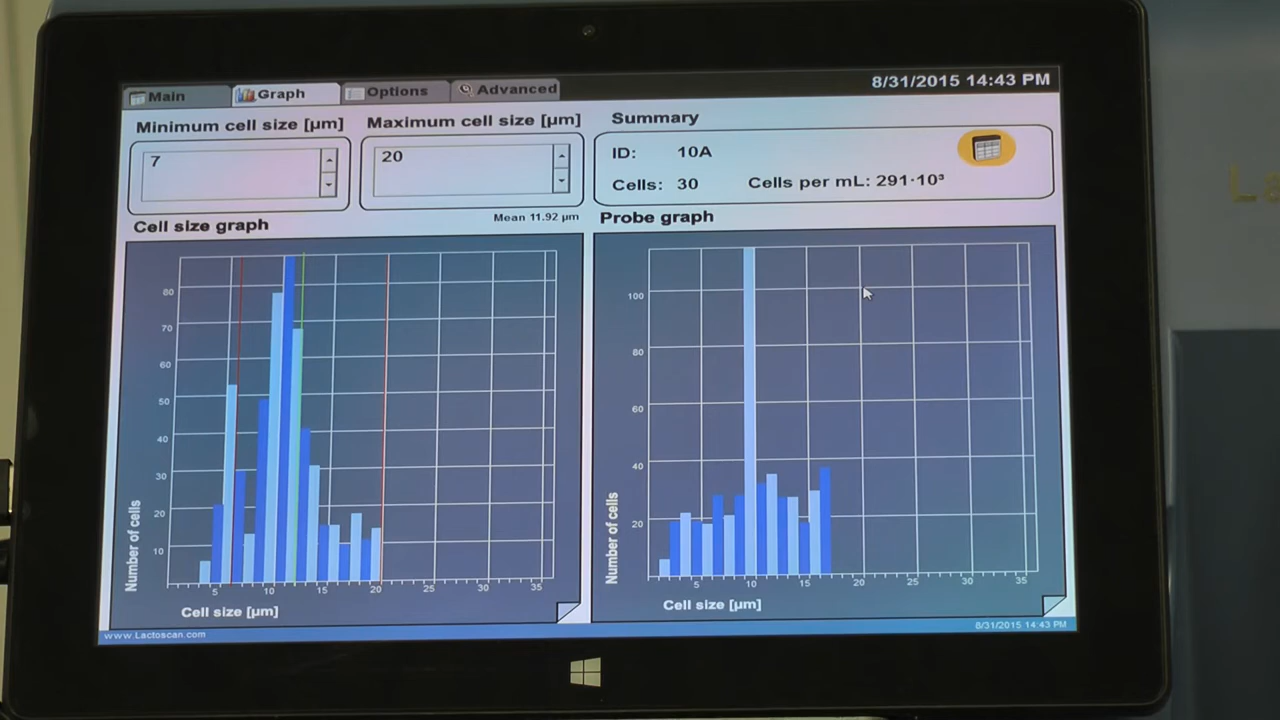 Main Graph Options Advanced 8/31/2015 14:43 PM
Minimum cell size [µm] Maximum cell size [µm] Summary
7 20
ID: 10A
Cells: 30 Cells per mL: 291·10³
Cell size graph Mean 11.92 µm Probe graph
80
70
60
50
40
30
20
10
Number of cells
5 10 15 20 25 30 35
Cell size [µm]
100
80
60
40
20
Number of cells
5 10 15 20 25 30 35
Cell size [µm]
www.Lactoscan.com 8/31/2015 14:43 PM
La